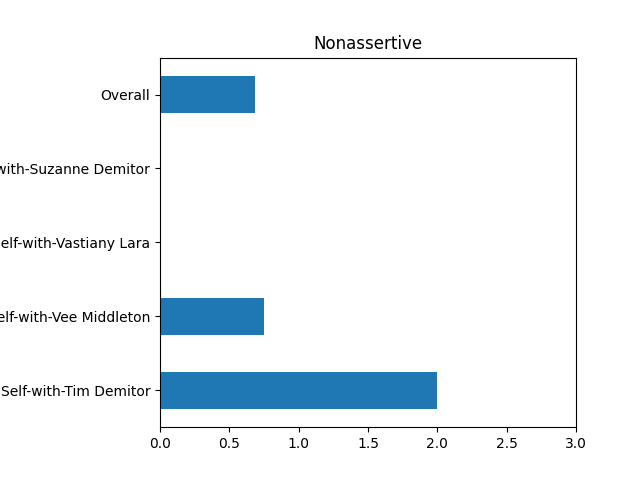 Nonassertive
Overall
with-Suzanne Demitor
elf-with-Vastiany Lara
elf-with-Vee Middleton
Self-with-Tim Demitor
0.0 0.5 1.0 1.5 2.0 2.5 3.0